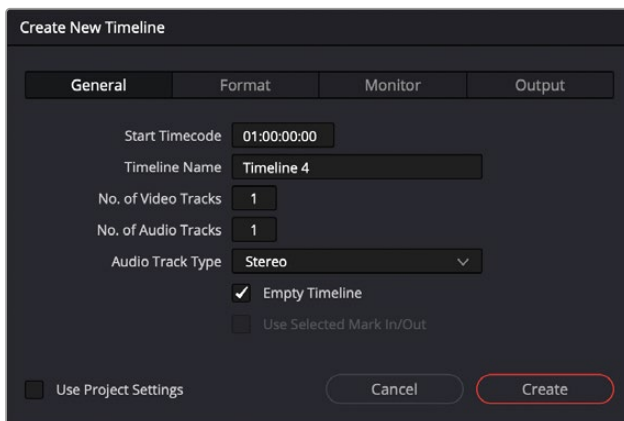 Create New Timeline
General Format Monitor Output
Start Timecode 01:00:00:00
Timeline Name Timeline 4
No. of Video Tracks 1
No. of Audio Tracks 1
Audio Track Type Stereo
Empty Timeline
Use Selected Mark In/Out
Use Project Settings Cancel Create